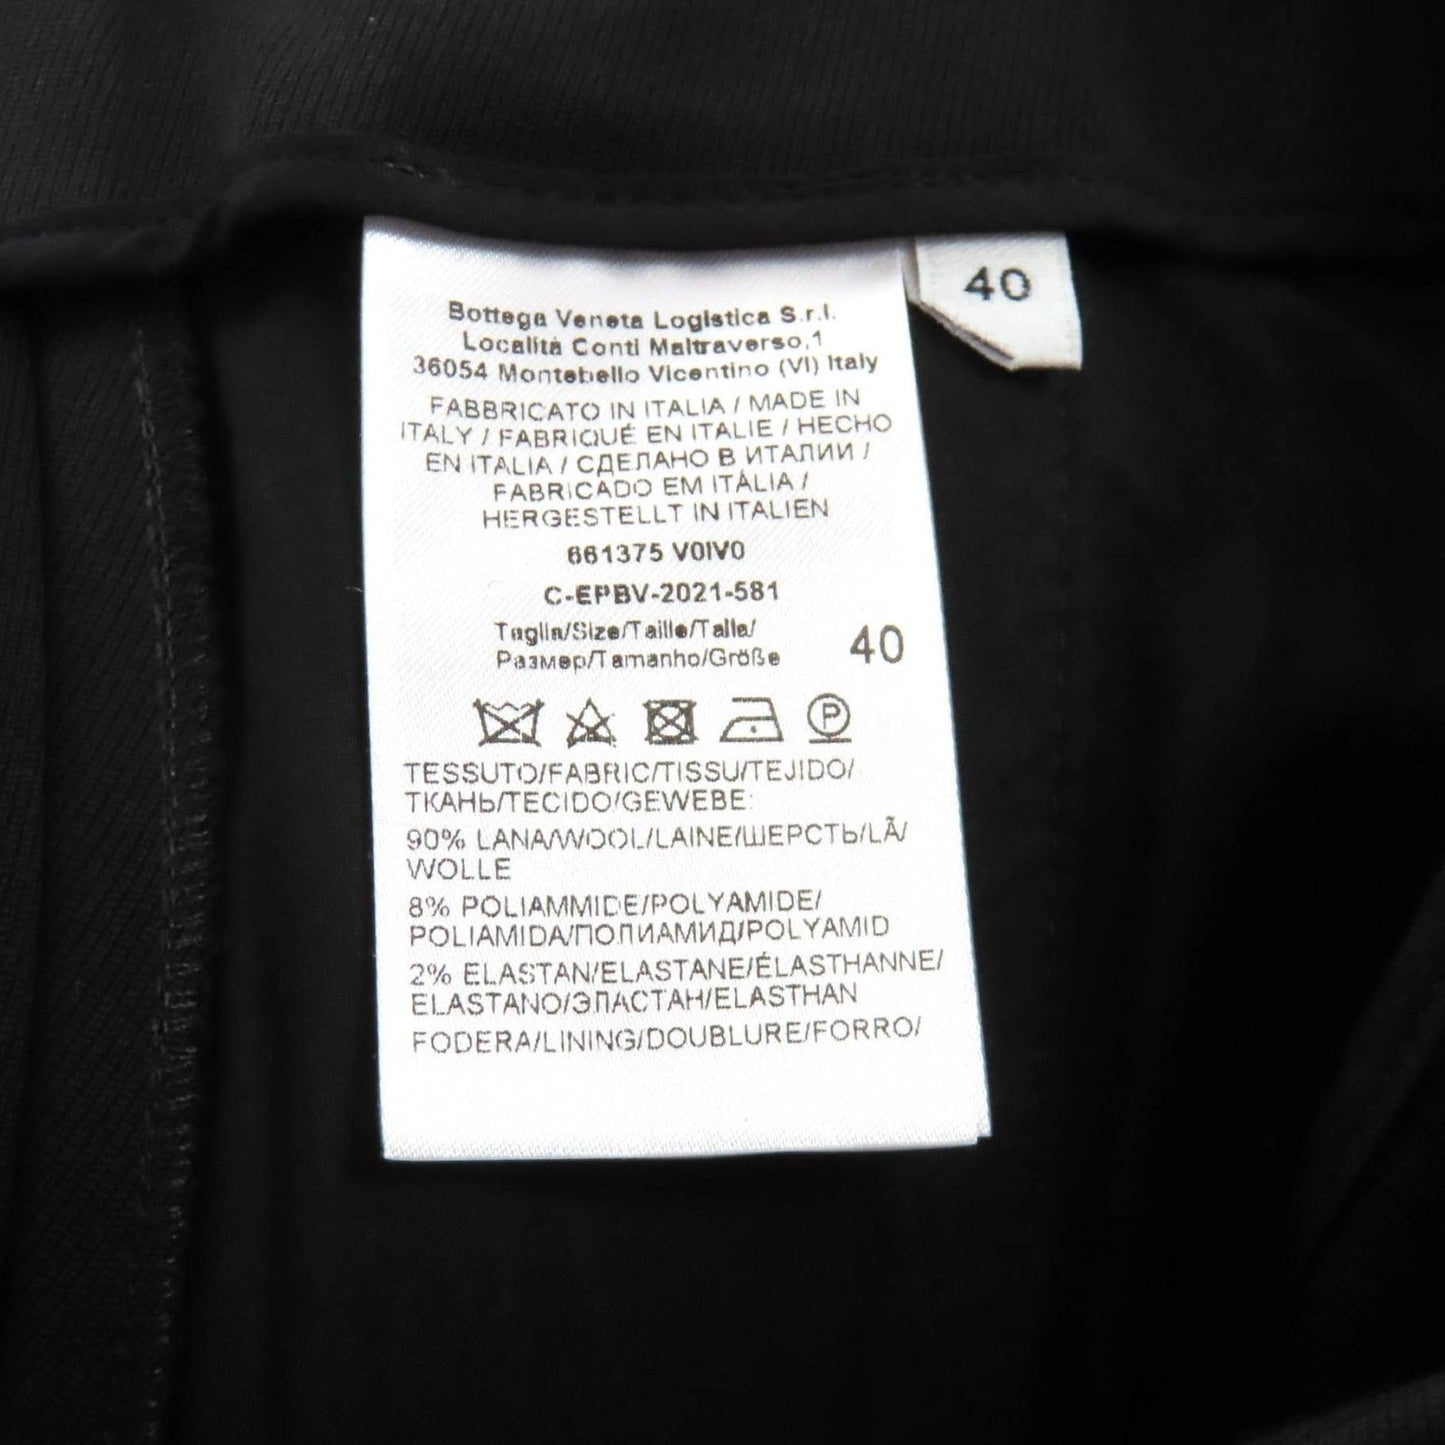 40
Bottega Veneta Logistica S.r.l.
Località Conti Maltraverso,1
36054 Montebello Vicentino (VI) Italy
FABBRICATO IN ITALIA / MADE IN
ITALY / FABRIQUÉ EN ITALIE / HECHO
EN ITALIA / СДЕЛАНО В ИТАЛИИ /
FABRICADO EM ITÁLIA /
HERGESTELLT IN ITALIEN
661375 V0IV0
C-EPBV-2021-581
Taglia/Size/Taille/Talla/
Размер/Tamanho/Größe 40
P
TESSUTO/FABRIC/TISSU/TEJIDO/
ТКАНЬ/TECIDO/GEWEBE:
90% LANA/WOOL/LAINE/ШЕРСТЬ/LÃ/
WOLLE
8% POLIAMMIDE/POLYAMIDE/
POLIAMIDA/ПОЛИАМИД/POLYAMID
2% ELASTAN/ELASTANE/ÉLASTHANNE/
ELASTANO/ЭЛАСТАН/ELASTHAN
FODERA/LINING/DOUBLURE/FORRO/